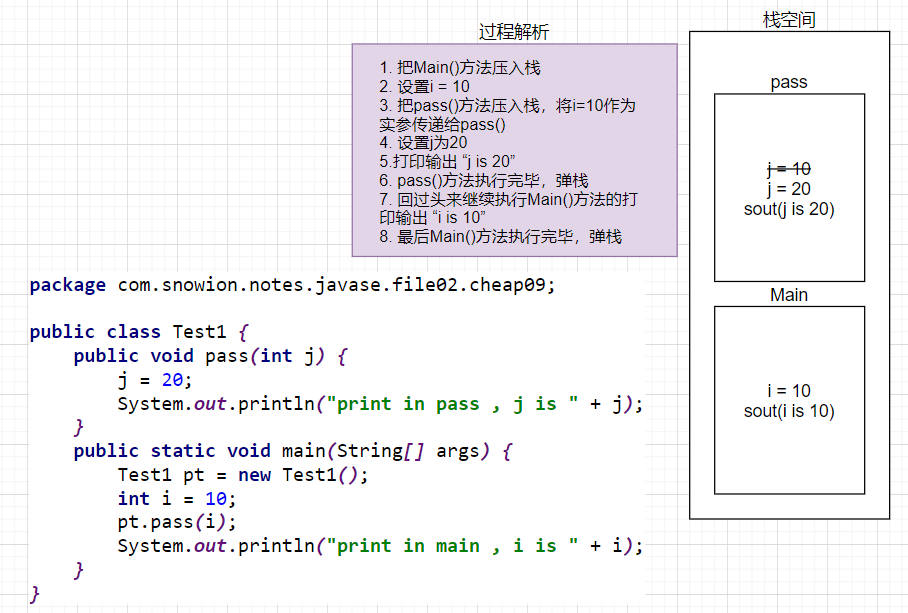 过程解析
1. 把Main()方法压入栈
2. 设置i = 10
3. 把pass()方法压入栈，将i=10作为
实参传递给pass()
4. 设置j为20
5.打印输出 “j is 20”
6. pass()方法执行完毕，弹栈
7. 回过头来继续执行Main()方法的打
印输出 “i is 10”
8. 最后Main()方法执行完毕，弹栈
栈空间
pass
j = 10
j = 20
sout(j is 20)
Main
i = 10
sout(i is 10)
package com.snowion.notes.javase.file02.cheap09;
public class Test1 {
public void pass(int j) {
j = 20;
System.out.println("print in pass , j is " + j);
}
public static void main(String[] args) {
Test1 pt = new Test1();
int i = 10;
pt.pass(i);
System.out.println("print in main , i is " + i);
}
}